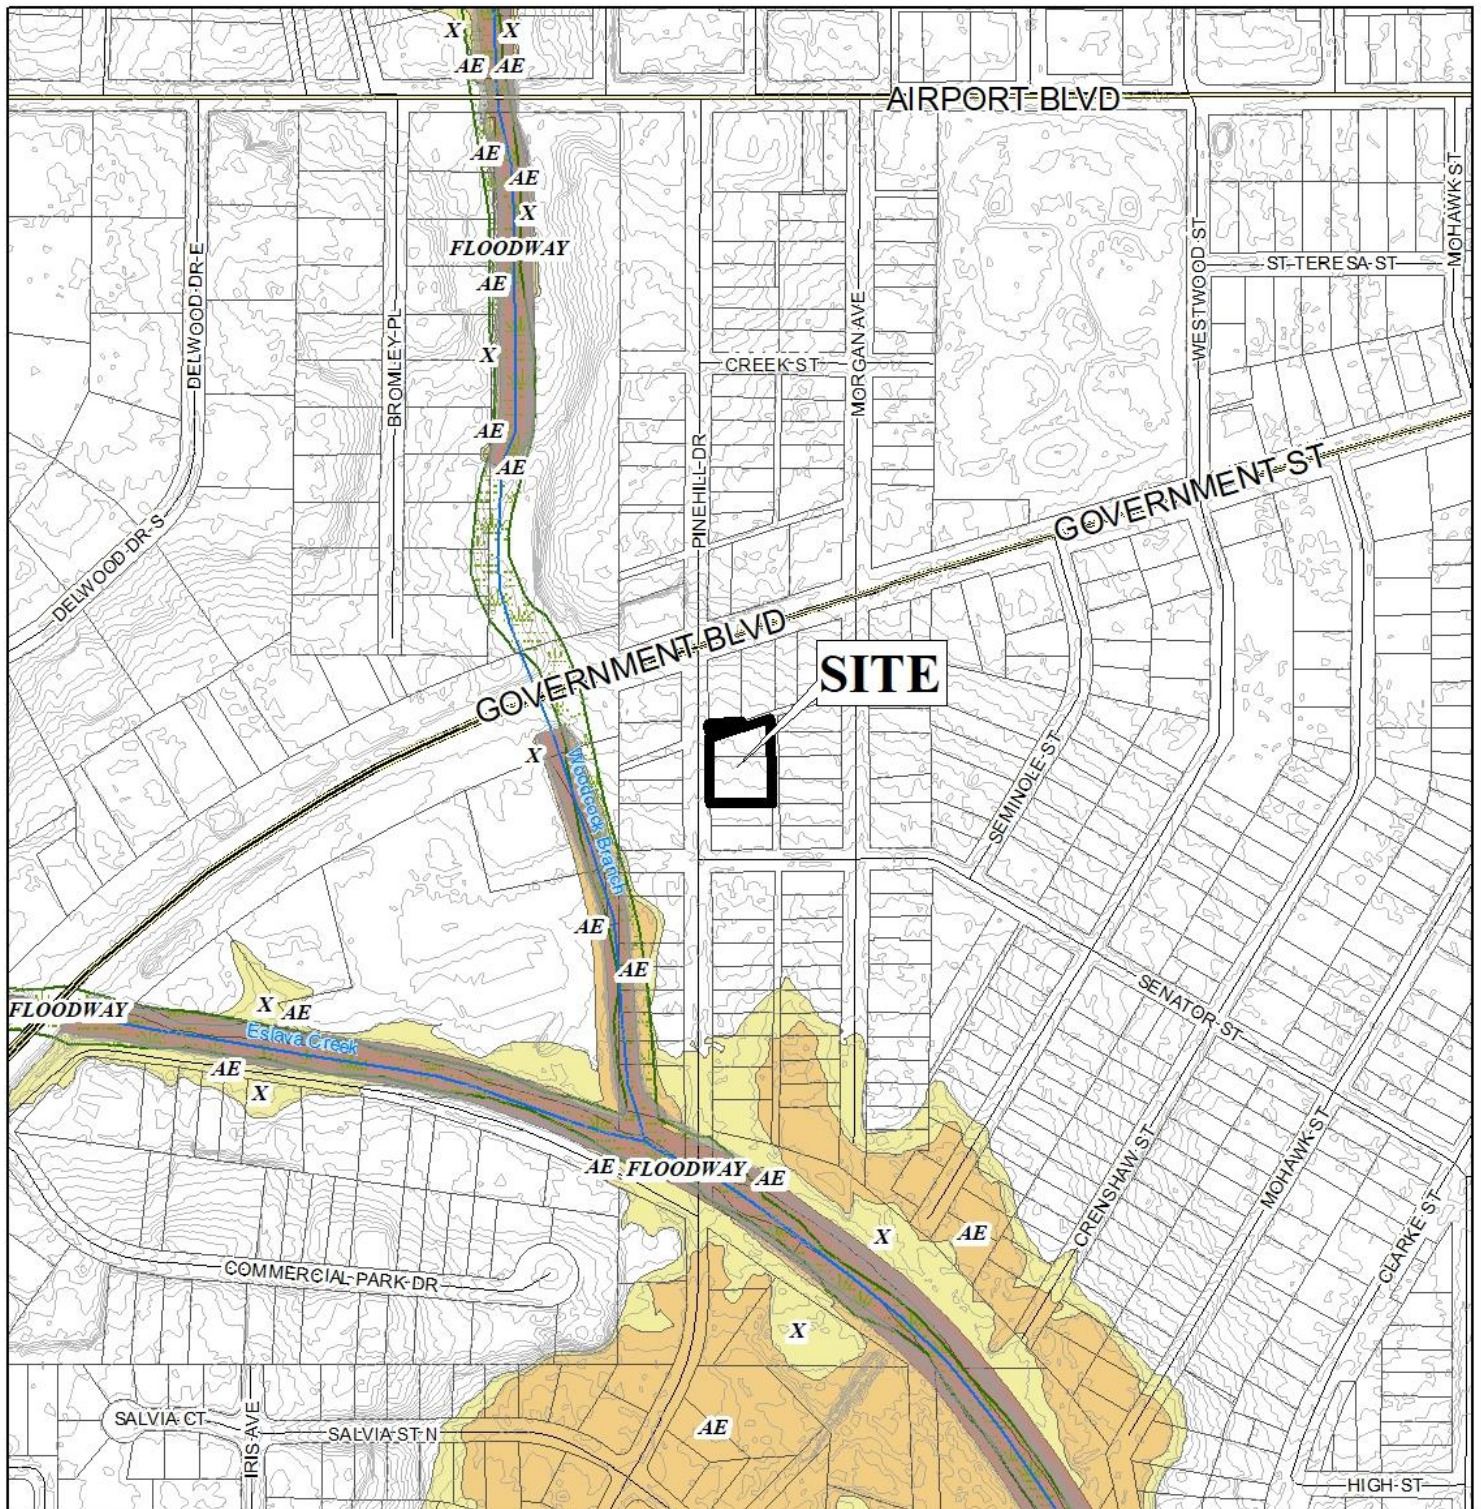 X
X
AE
AE
AIRPORT BLVD
AE
AE
X
FLOODWAY
AE
X
AE
AE
DELWOOD DR E
BROMLEY PL
DELWOOD DR S
CREEK ST
PINEHILL DR
MORGAN AVE
WESTWOOD ST
ST TERESA ST
MOHAWK ST
GOVERNMENT ST
GOVERNMENT BLVD
SITE
X
Woodcock Branch
SEMINOLE ST
AE
AE
SENATOR ST
FLOODWAY
X
AE
Eslava Creek
AE
X
AE
FLOODWAY
AE
X
AE
CRENSHAW ST
MOHAWK ST
CLARKE ST
COMMERCIAL PARK DR
X
SALVIA CT
IRIS AVE
SALVIA ST N
AE
HIGH ST